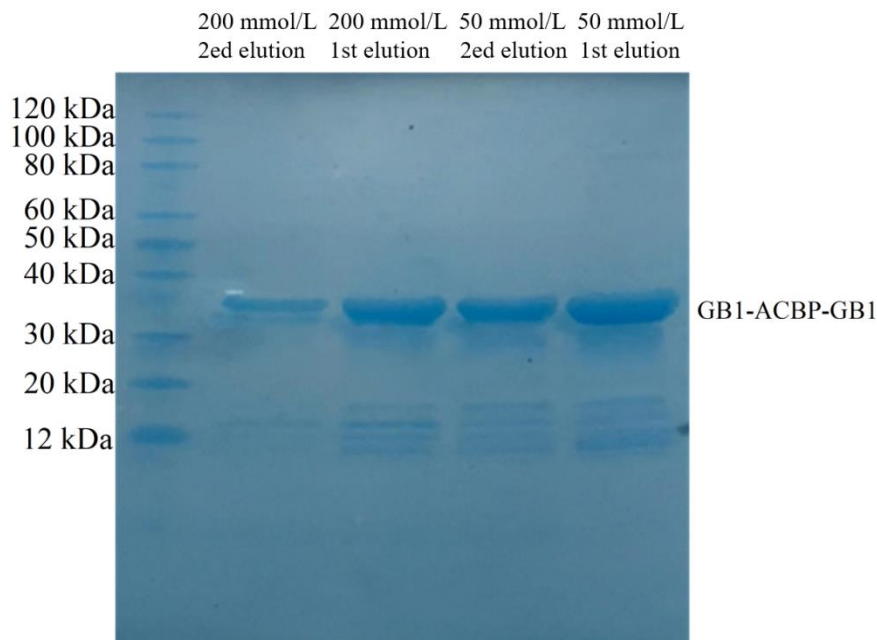 200 mmol/L 200 mmol/L 50 mmol/L 50 mmol/L
2ed elution 1st elution 2ed elution 1st elution
120 kDa
100 kDa
80 kDa
60 kDa
50 kDa
40 kDa
GB1-ACBP-GB1
30 kDa
20 kDa
12 kDa